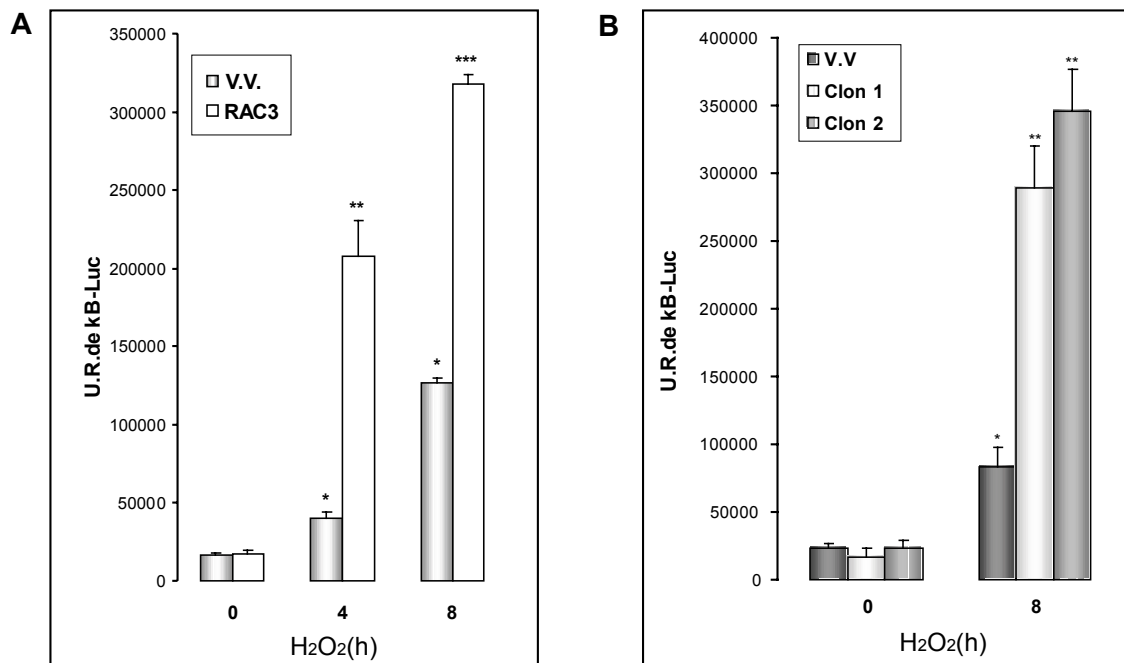 A
350000
300000
250000
200000
150000
100000
50000
0
U.R.de kB-Luc
V.V.
RAC3
*
**
*
***
0
4
8
H2O2(h)
B
400000
350000
300000
250000
200000
150000
100000
50000
0
U.R.de kB-Luc
V.V
Clon 1
Clon 2
*
**
**
0
8
H2O2(h)